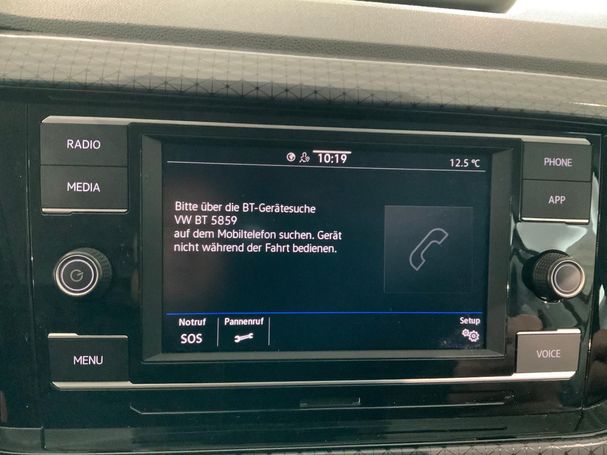 RADIO
MEDIA
MENU
10:19
12.5 °C
Bitte über die BT-Gerätesuche
VW BT 5859
auf dem Mobiltelefon suchen. Gerät
nicht während der Fahrt bedienen.
Notruf
SOS
Pannenruf
Setup
PHONE
APP
VOICE